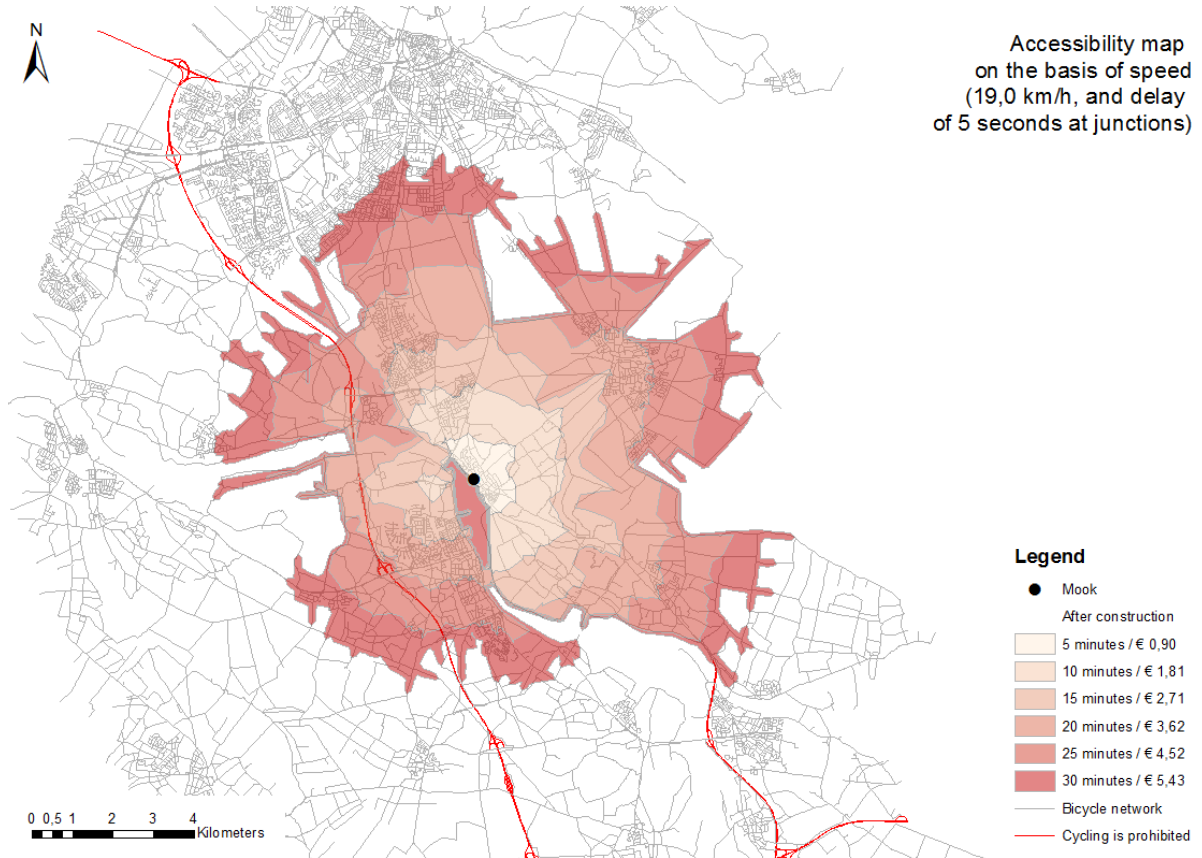 N
Accessibility map
on the basis of speed
(19,0 km/h, and delay
of 5 seconds at junctions)
Legend
Mook
After construction
5 minutes / € 0,90
10 minutes / € 1,81
15 minutes / € 2,71
20 minutes / € 3,62
25 minutes / € 4,52
30 minutes / € 5,43
Bicycle network
Cycling is prohibited
0 0,5 1 2 3 4
Kilometers